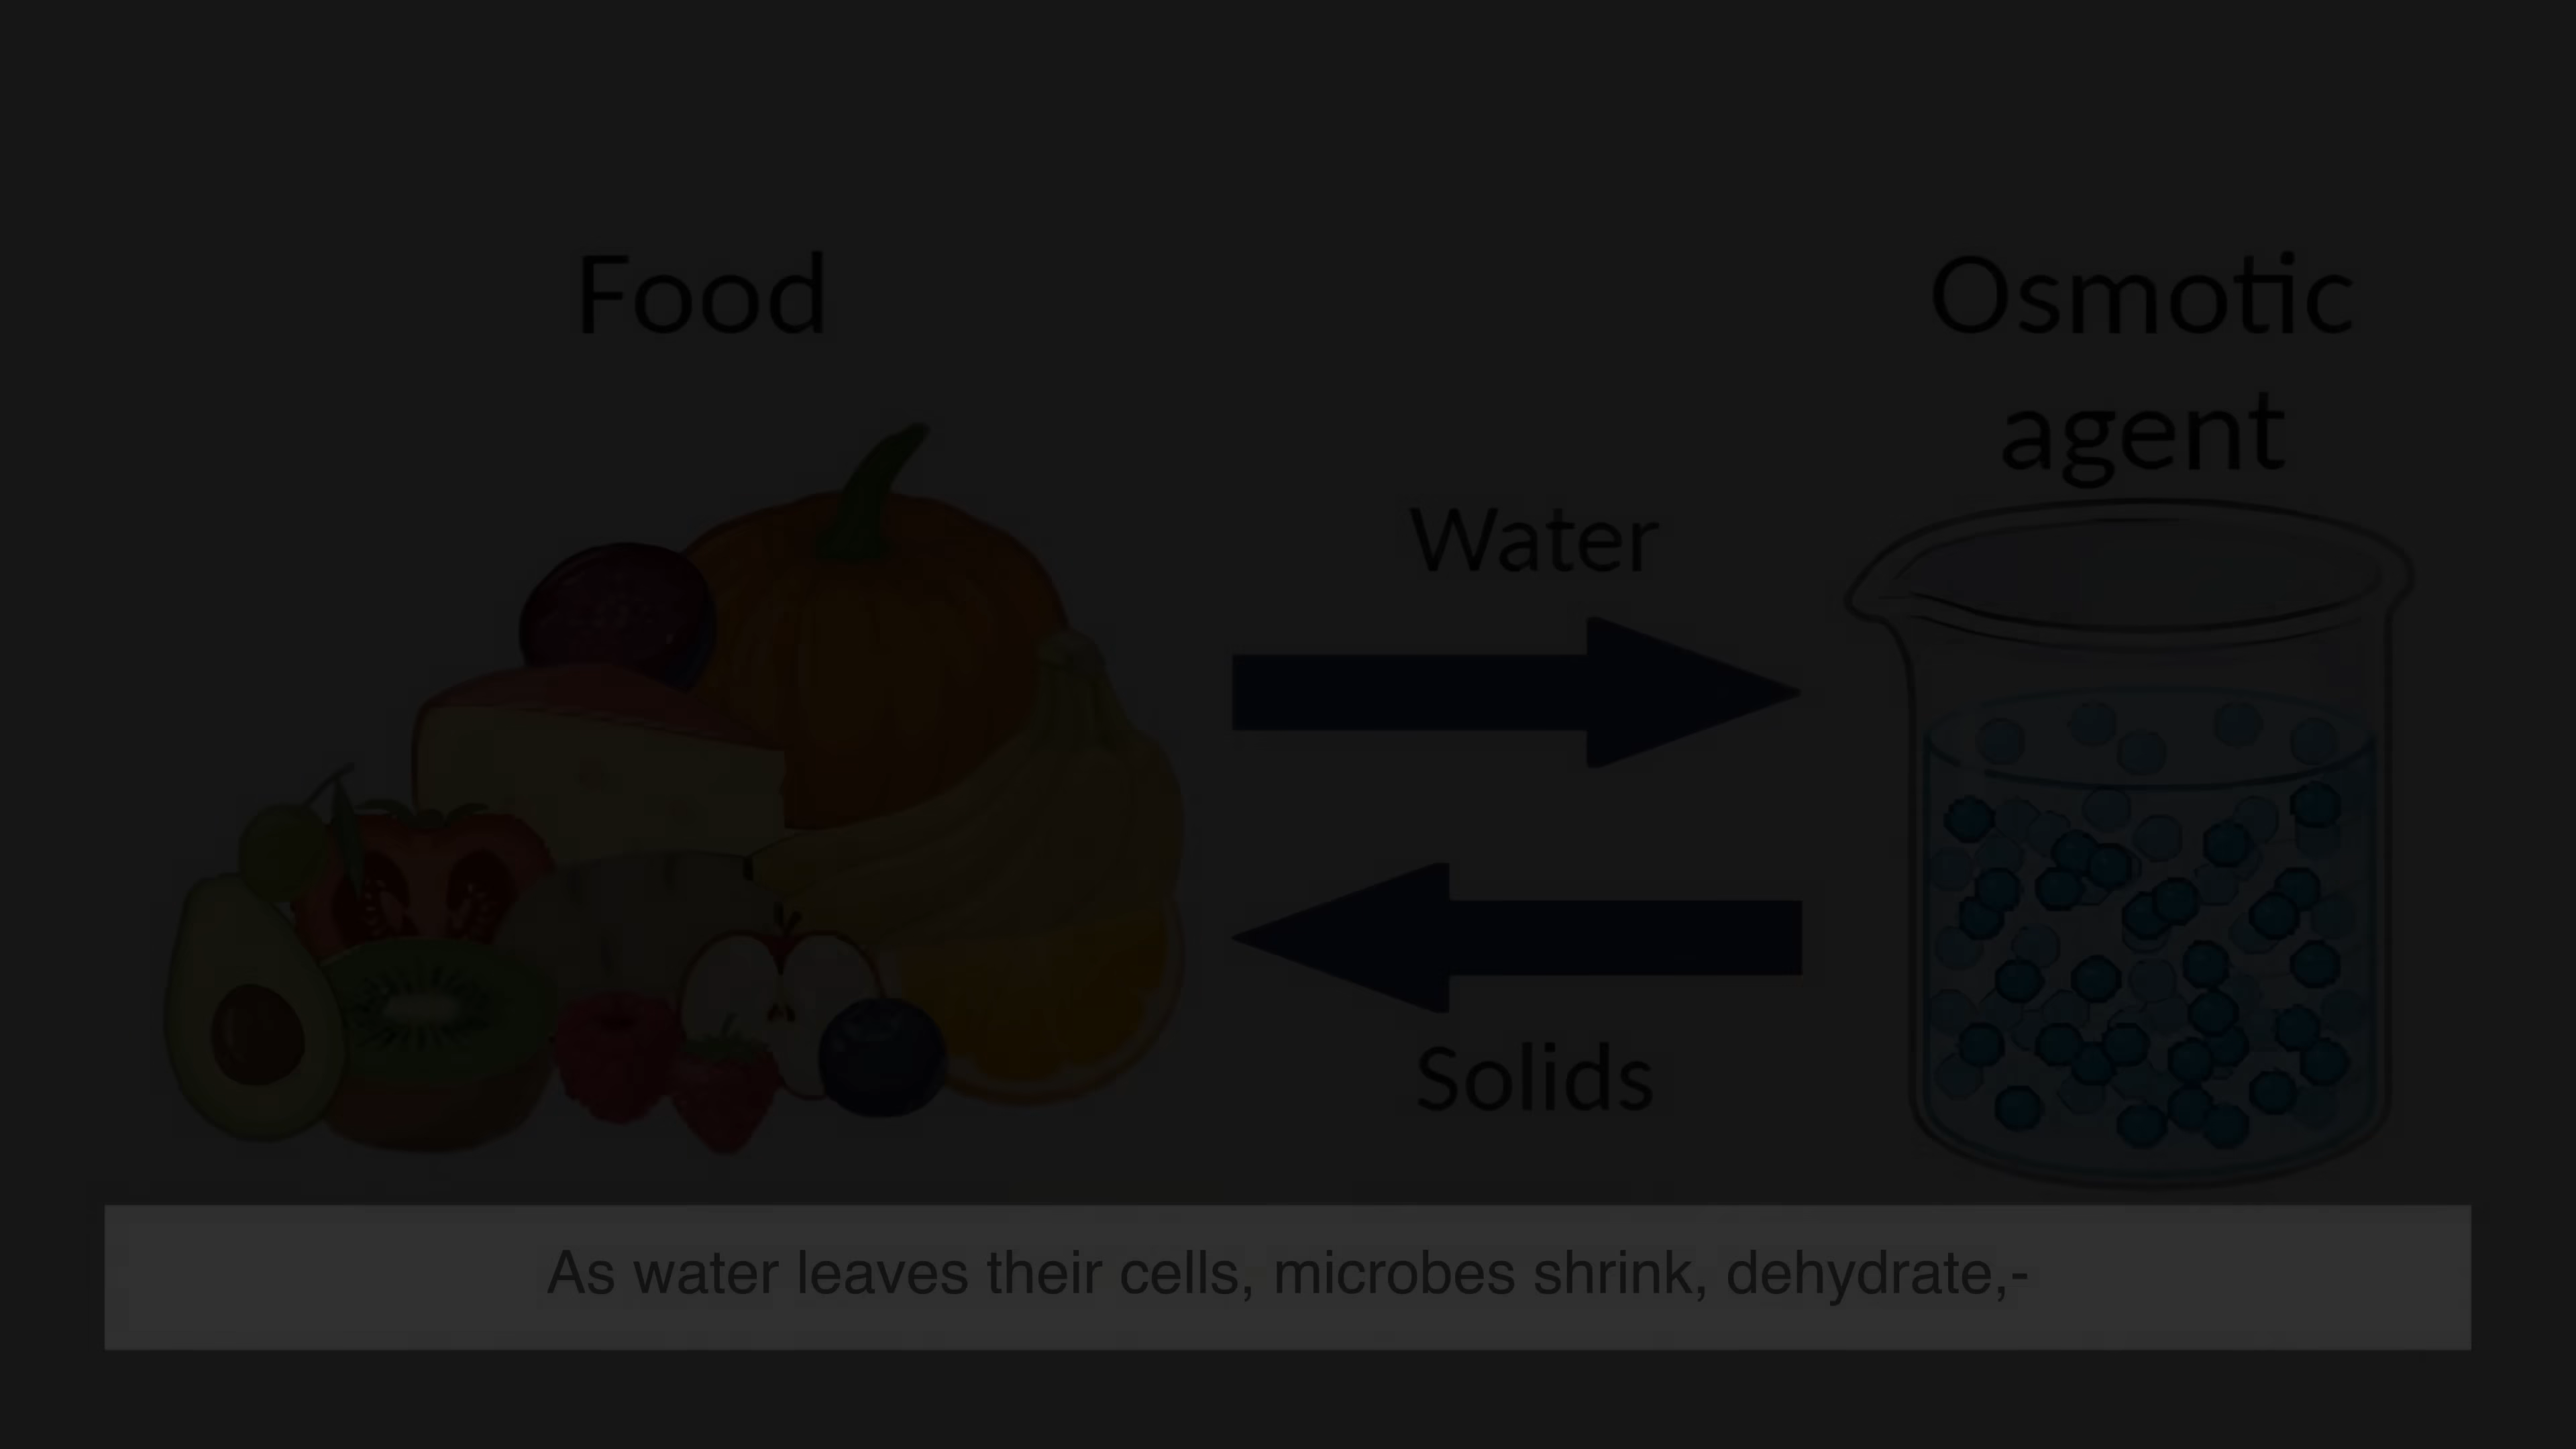 Food
Osmotic
agent
Water
Solids
As water leaves their cells, microbes shrink, dehydrate,-